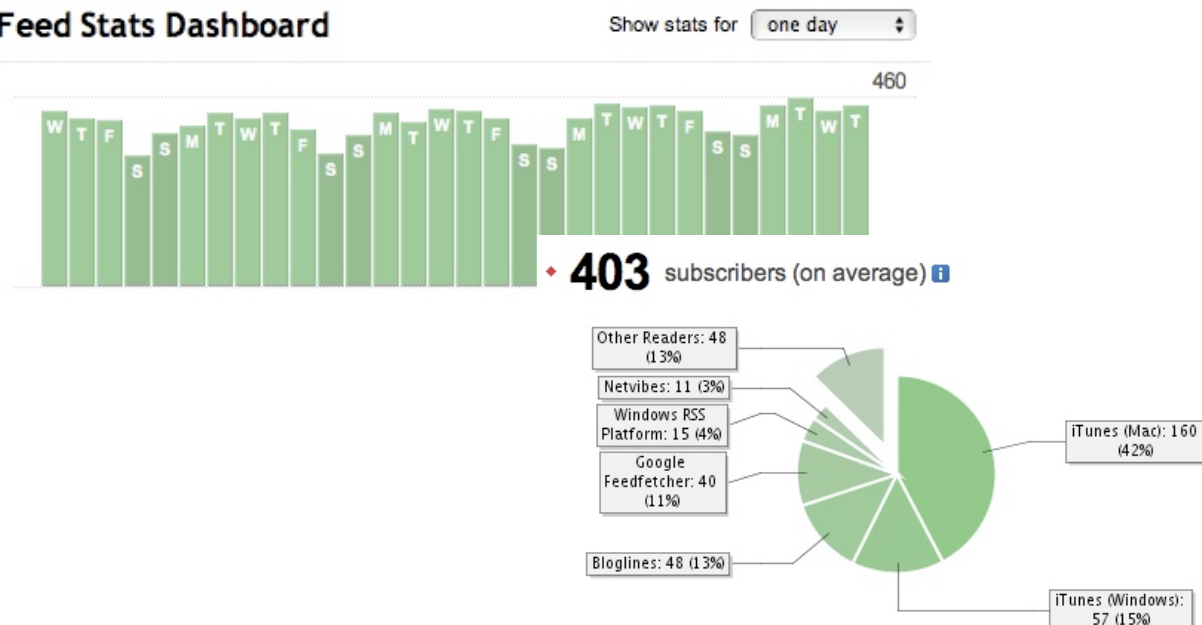 Feed Stats Dashboard
Show stats for one day
460
W T F S S M T W T F S S M T W T F S S M T W T F S S M T W T
403 subscribers (on average) i
Other Readers: 48
(13%)
Netvibes: 11 (3%)
Windows RSS
Platform: 15 (4%)
Google
Feedfetcher: 40
(11%)
Bloglines: 48 (13%)
iTunes (Mac): 160
(42%)
iTunes (Windows):
57 (15%)